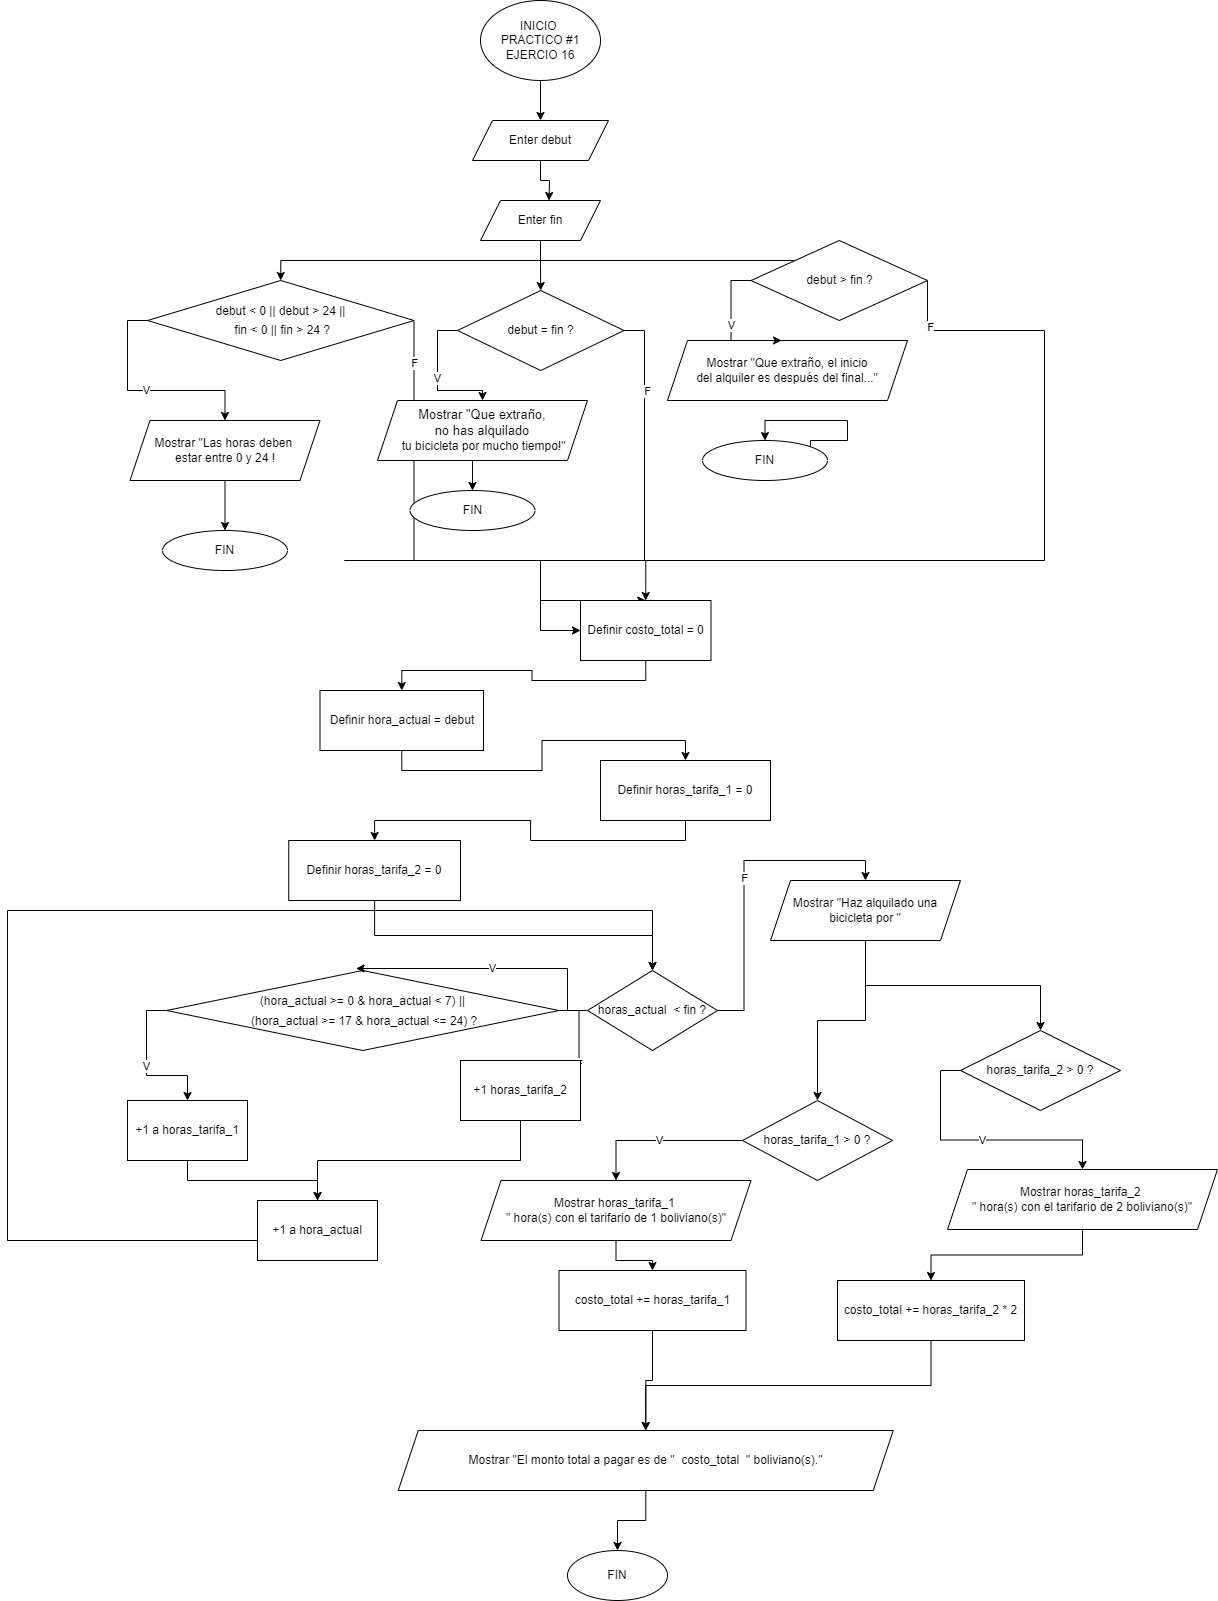 INICIO
PRACTICO #1
EJERCIO 16
Enter debut
Enter fin
debut < 0 || debut > 24 ||
fin < 0 || fin > 24 ?
debut = fin ?
debut > fin ?
V
F
V
F
V
F
Mostrar "Las horas deben
estar entre 0 y 24 !
Mostrar "Que extraño,
no has alquilado
tu bicicleta por mucho tiempo!"
Mostrar "Que extraño, el inicio
del alquiler es después del final..."
FIN
FIN
FIN
Definir costo_total = 0
Definir hora_actual = debut
Definir horas_tarifa_1 = 0
Definir horas_tarifa_2 = 0
horas_actual < fin ?
V
F
(hora_actual >= 0 & hora_actual < 7) ||
(hora_actual >= 17 & hora_actual <= 24) ?
V
+1 a horas_tarifa_1
+1 horas_tarifa_2
+1 a hora_actual
Mostrar "Haz alquilado una
bicicleta por "
horas_tarifa_1 > 0 ?
V
horas_tarifa_2 > 0 ?
V
Mostrar horas_tarifa_1
" hora(s) con el tarifario de 1 boliviano(s)"
Mostrar horas_tarifa_2
" hora(s) con el tarifario de 2 boliviano(s)"
costo_total += horas_tarifa_1
costo_total += horas_tarifa_2 * 2
Mostrar "El monto total a pagar es de " costo_total " boliviano(s)."
FIN